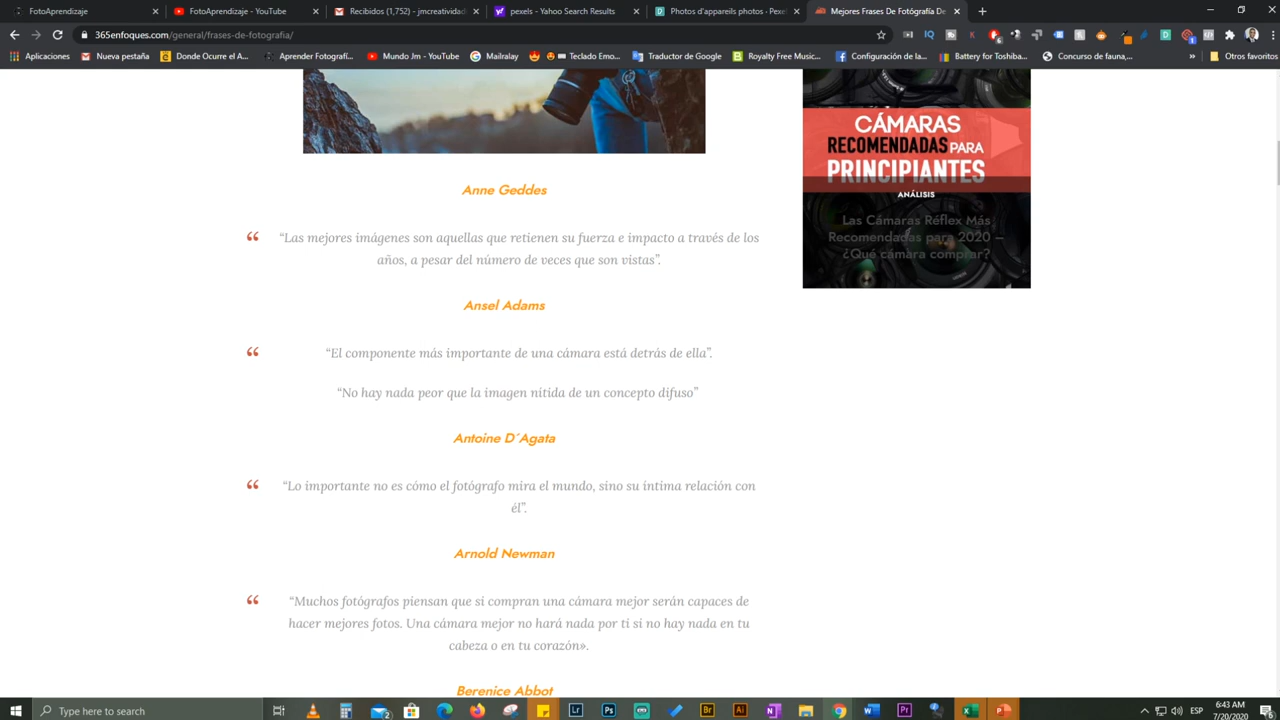 FotoAprendizaje
FotoAprendizaje - YouTube
Recibidos (1,752) - jmcreatividad
pexels - Yahoo Search Results
Photos d'appareils photos · Pexe
Mejores Frases De Fotografía De
365enfoques.com/general/frases-de-fotografia/
Aplicaciones
Nueva pestaña
Donde Ocurre el A...
Aprender Fotografí...
Mundo Jm - YouTube
Mailralay
Teclado Emo...
Traductor de Google
Royalty Free Music...
Configuración de la...
Battery for Toshiba...
Concurso de fauna,...
»
Otros favoritos
CÁMARAS
RECOMENDADAS PARA
PRINCIPIANTES
ANÁLISIS
Las Cámaras Réflex Más
Recomendadas para 2020 –
¿Qué cámara comprar?
Anne Geddes
“Las mejores imágenes son aquellas que retienen su fuerza e impacto a través de los
años, a pesar del número de veces que son vistas”.
Ansel Adams
“El componente más importante de una cámara está detrás de ella”.
“No hay nada peor que la imagen nítida de un concepto difuso”
Antoine D´Agata
“Lo importante no es cómo el fotógrafo mira el mundo, sino su íntima relación con
él”.
Arnold Newman
“Muchos fotógrafos piensan que si compran una cámara mejor serán capaces de
hacer mejores fotos. Una cámara mejor no hará nada por ti si no hay nada en tu
cabeza o en tu corazón».
Berenice Abbot
Type here to search
ESP
6:43 AM
7/20/2020